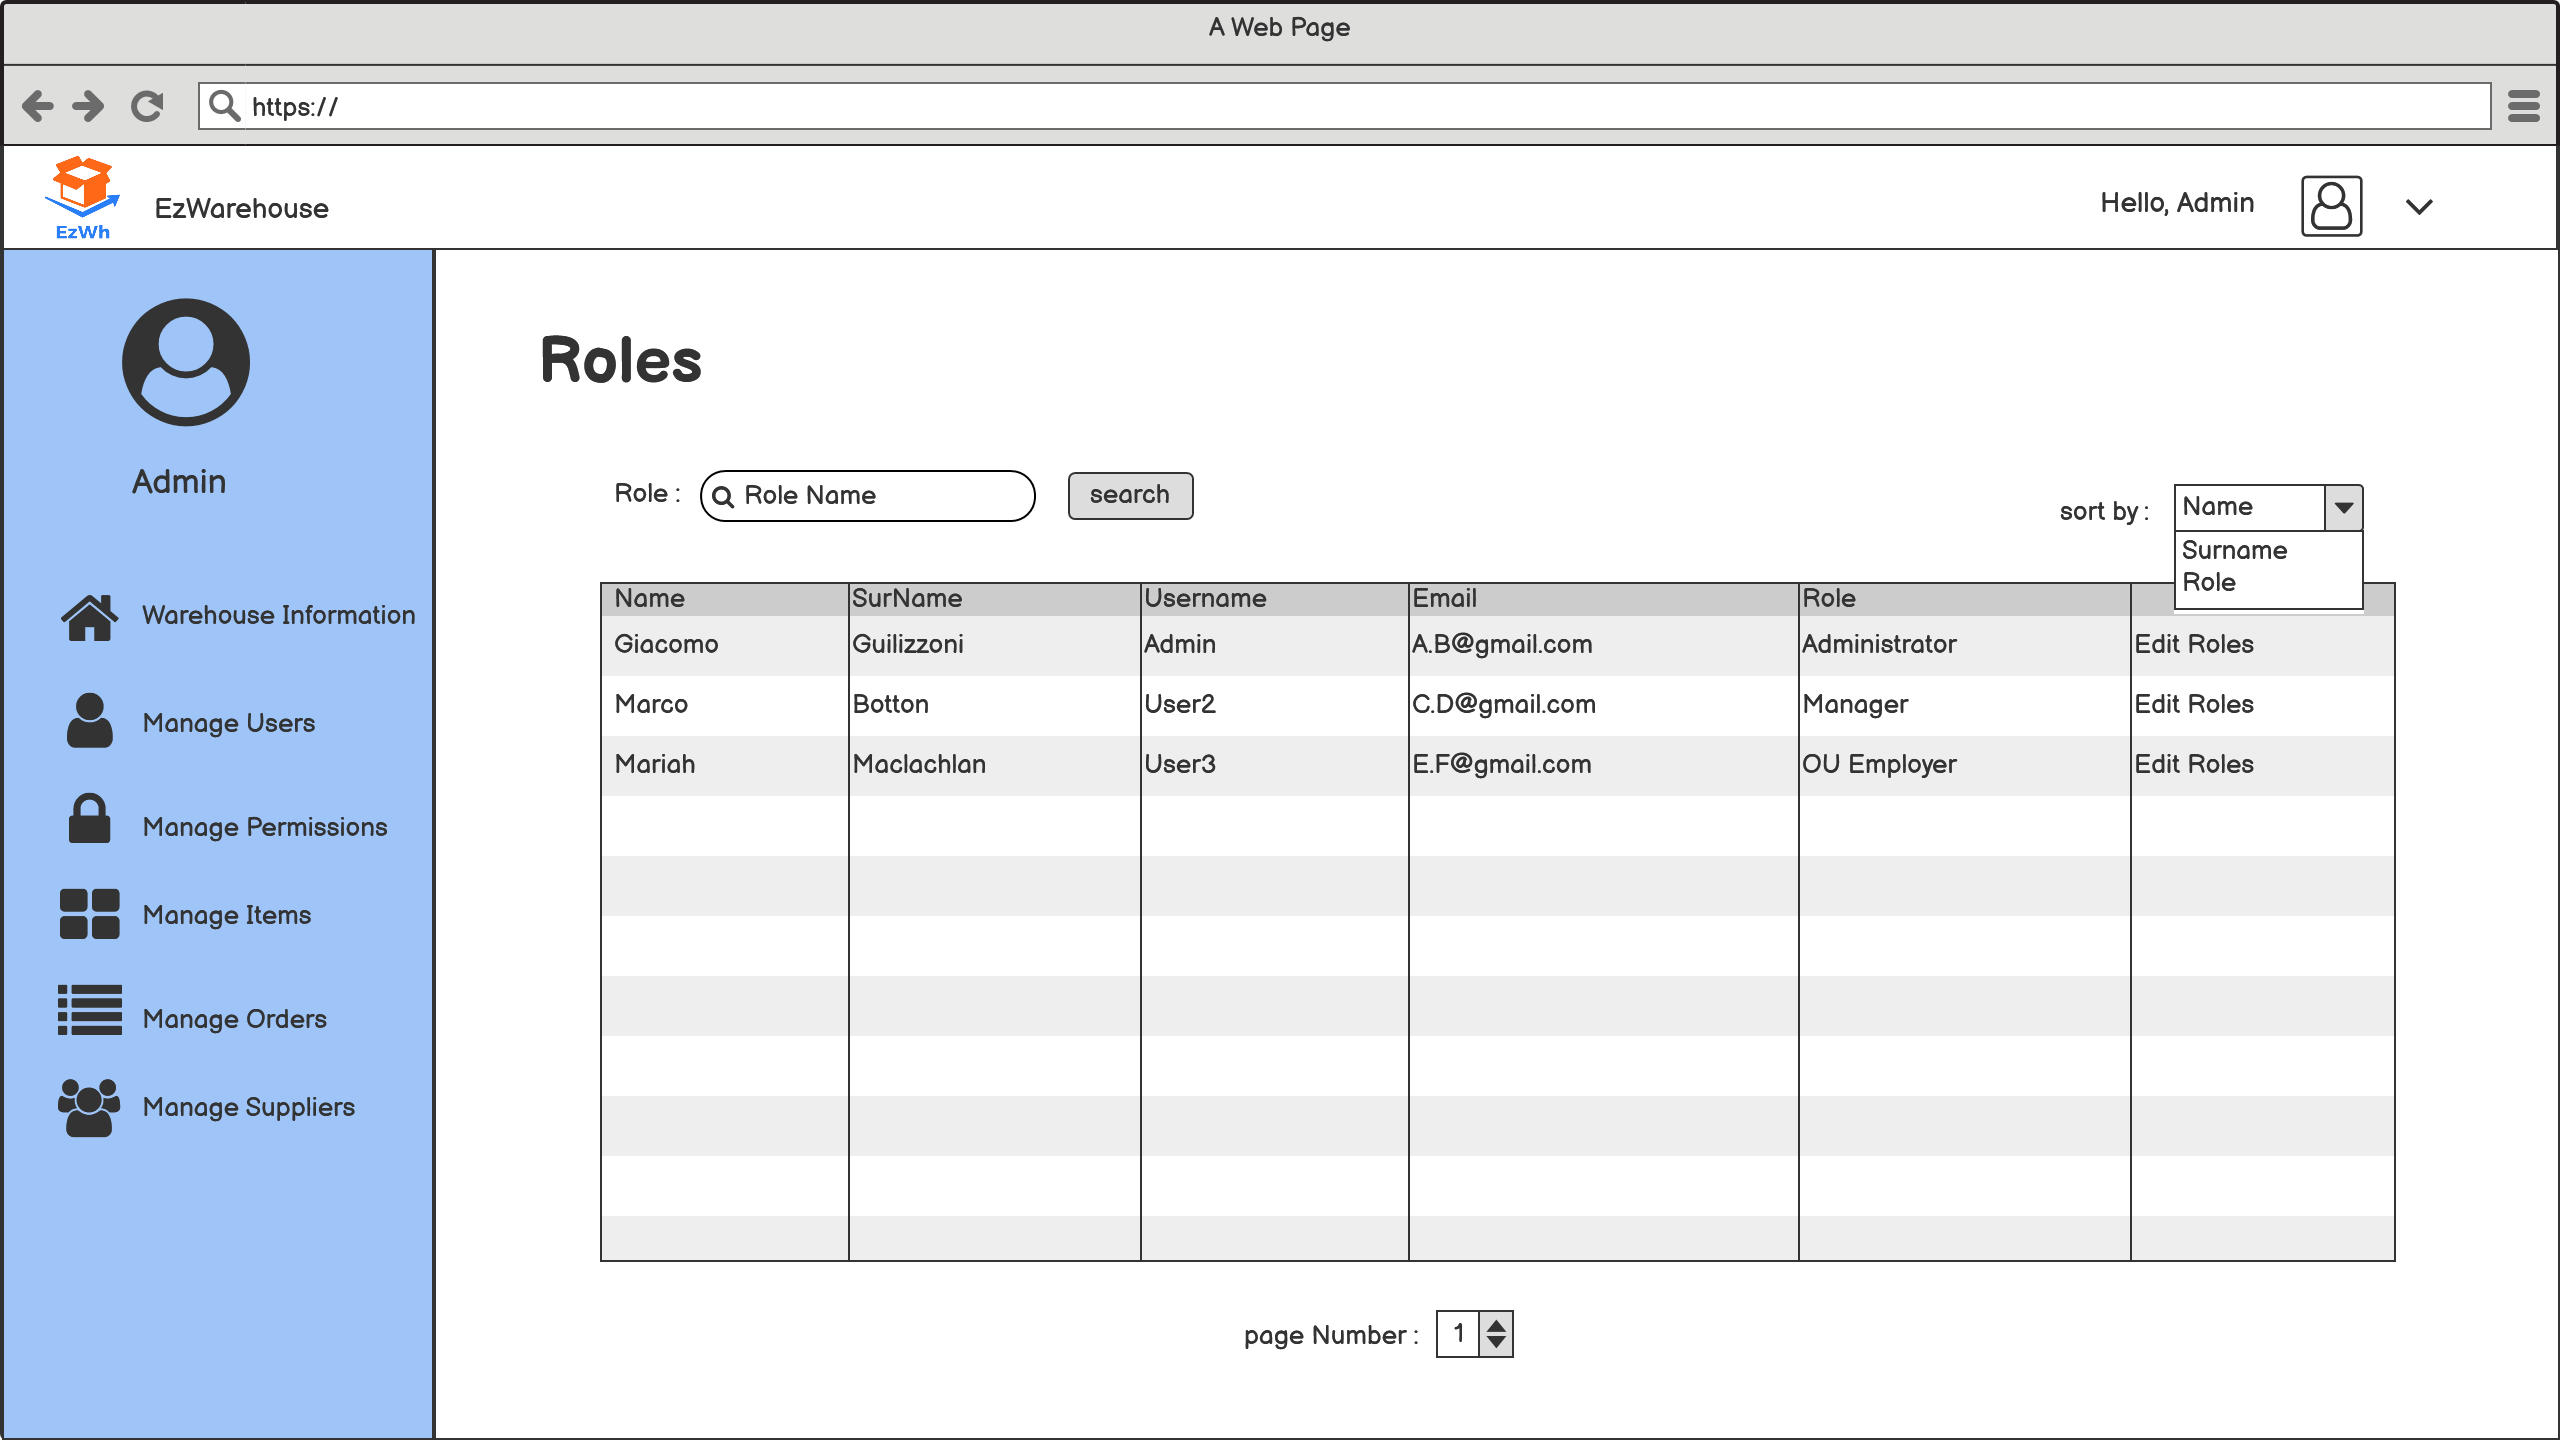 A Web Page
https://
EzWh
EzWarehouse
Hello, Admin
Admin
Warehouse Information
Manage Users
Manage Permissions
Manage Items
Manage Orders
Manage Suppliers
Roles
Role :
Role Name
search
sort by :
Name
Surname
Role
Name SurName Username Email Role
Giacomo Guilizzoni Admin A.B@gmail.com Administrator Edit Roles
Marco Botton User2 C.D@gmail.com Manager Edit Roles
Mariah Maclachlan User3 E.F@gmail.com OU Employer Edit Roles
page Number : 1